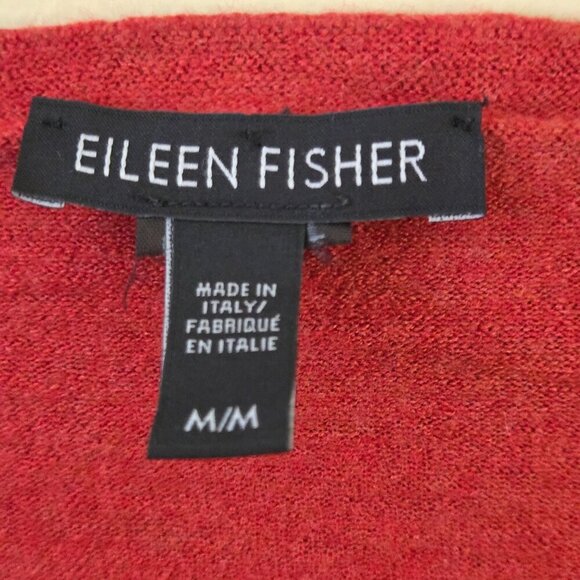 EILEEN FISHER
MADE IN
ITALY/
FABRIQUÉ
EN ITALIE
M/M